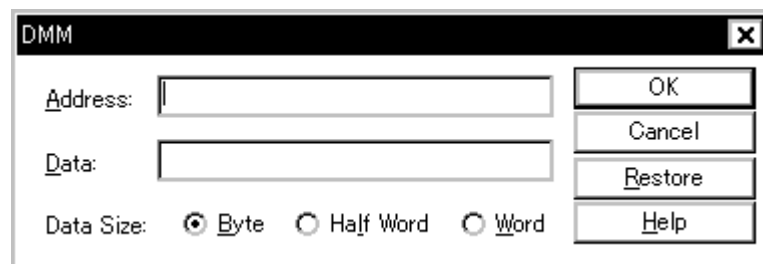 DMM
Address:
OK
Cancel
Data:
Restore
Data Size: Byte Half Word Word
Help